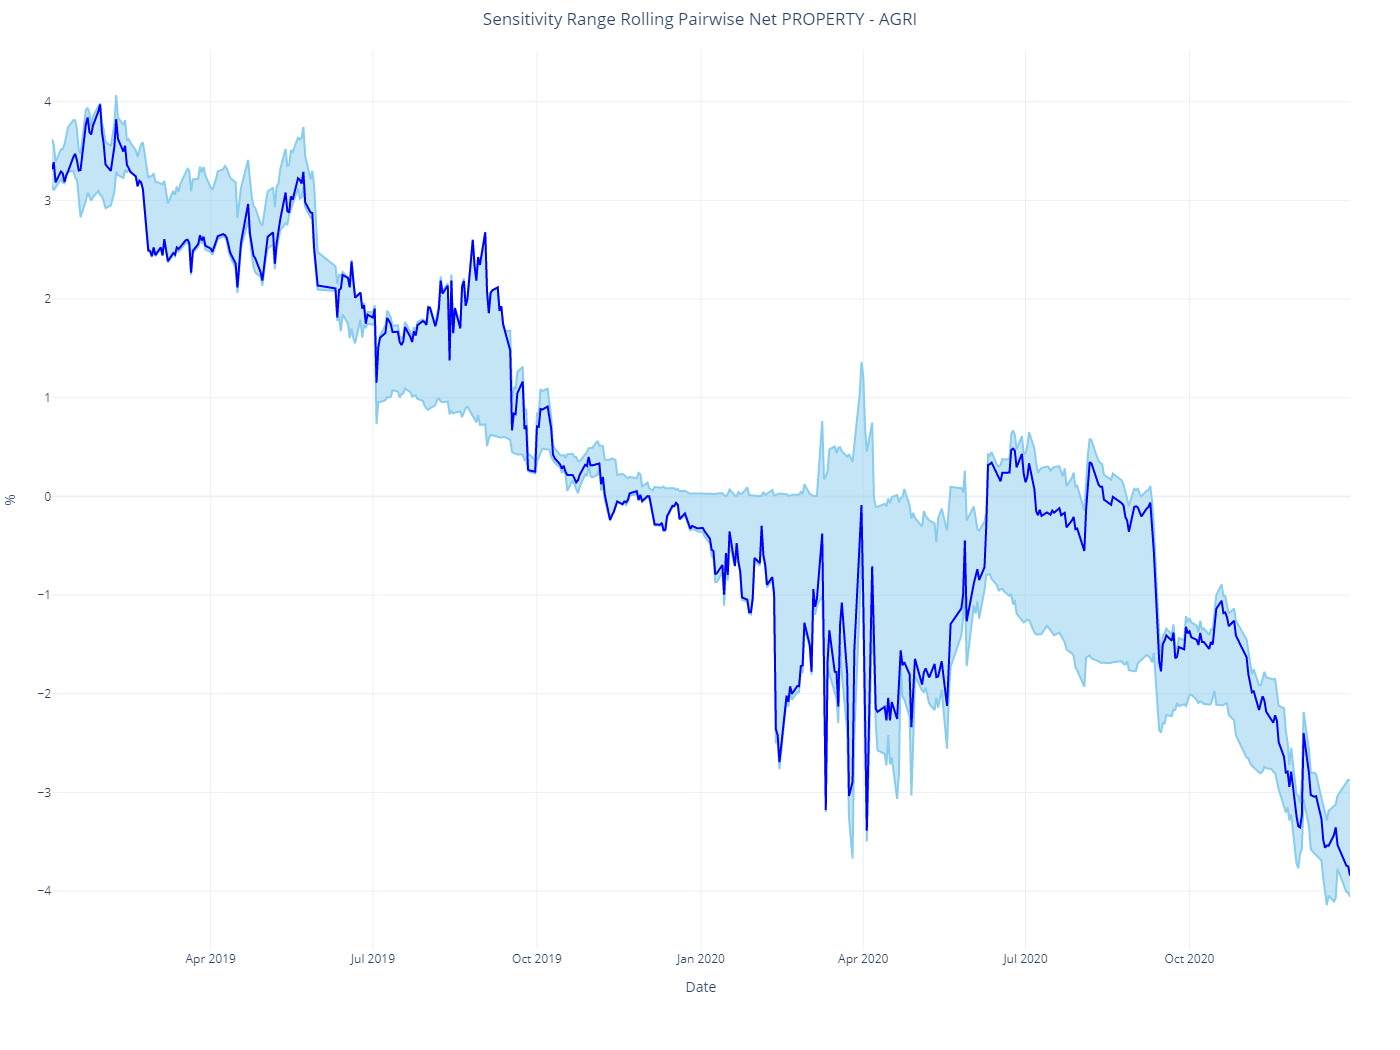 Sensitivity Range Rolling Pairwise Net PROPERTY - AGRI
4
3
2
1
0
−1
−2
−3
−4
%
Apr 2019
Jul 2019
Oct 2019
Jan 2020
Apr 2020
Jul 2020
Oct 2020
Date